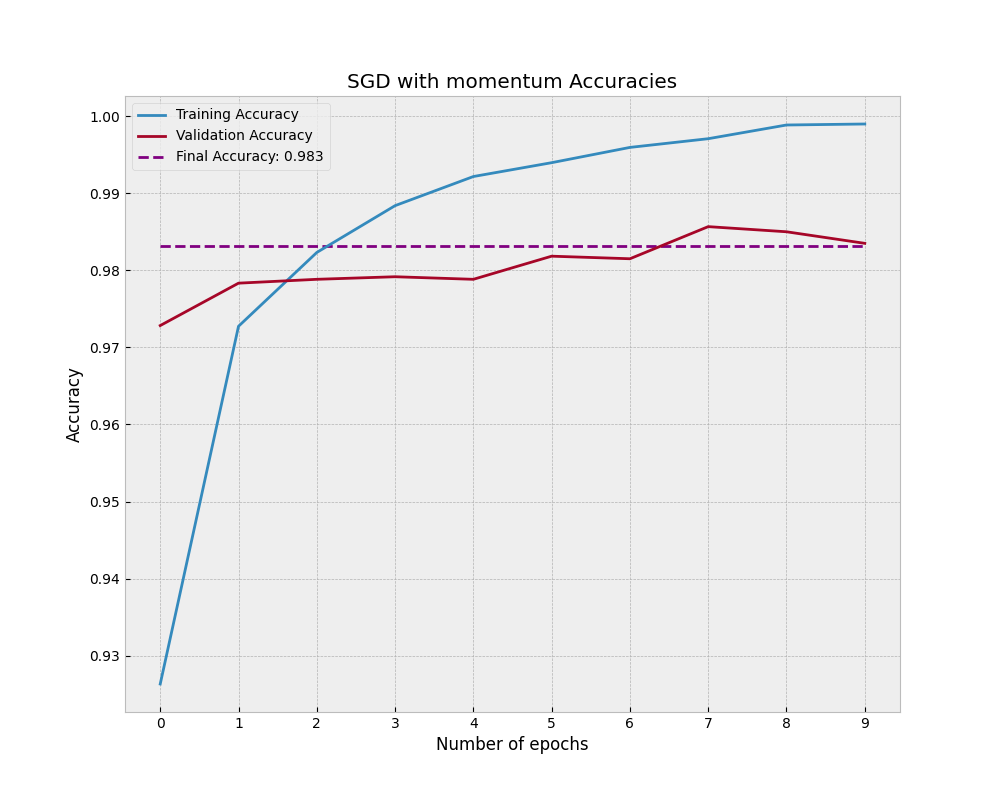 SGD with momentum Accuracies
Training Accuracy
Validation Accuracy
Final Accuracy: 0.983
1.00
0.99
0.98
0.97
0.96
0.95
0.94
0.93
Accuracy
0 1 2 3 4 5 6 7 8 9
Number of epochs